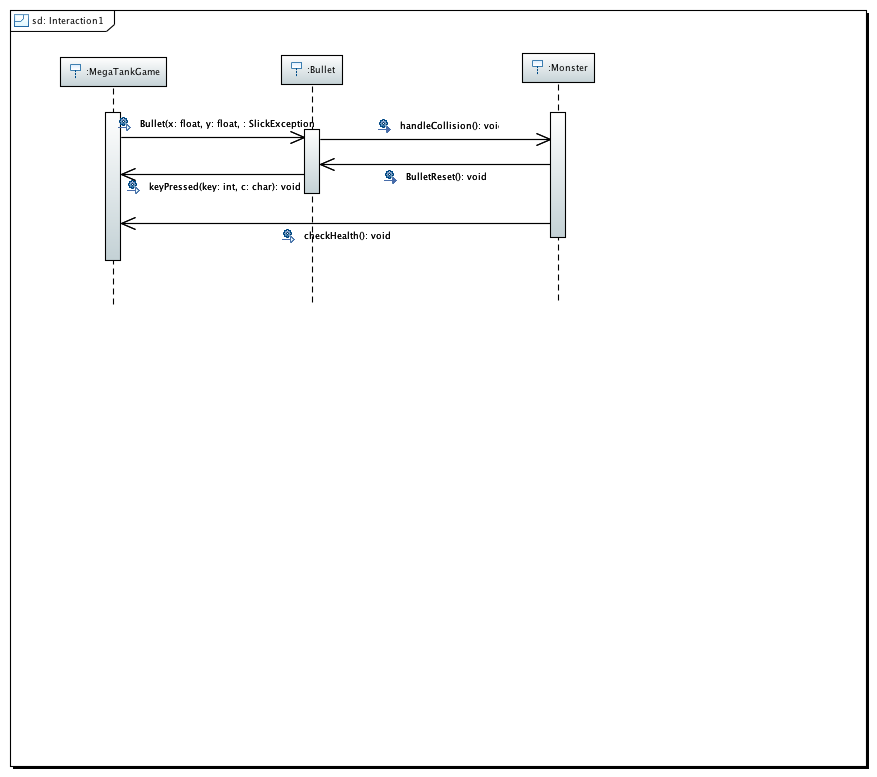 sd: Interaction1
:MegaTankGame
:Bullet
:Monster
Bullet(x: float, y: float, : SlickException
handleCollision(): voi
BulletReset(): void
keyPressed(key: int, c: char): void
checkHealth(): void